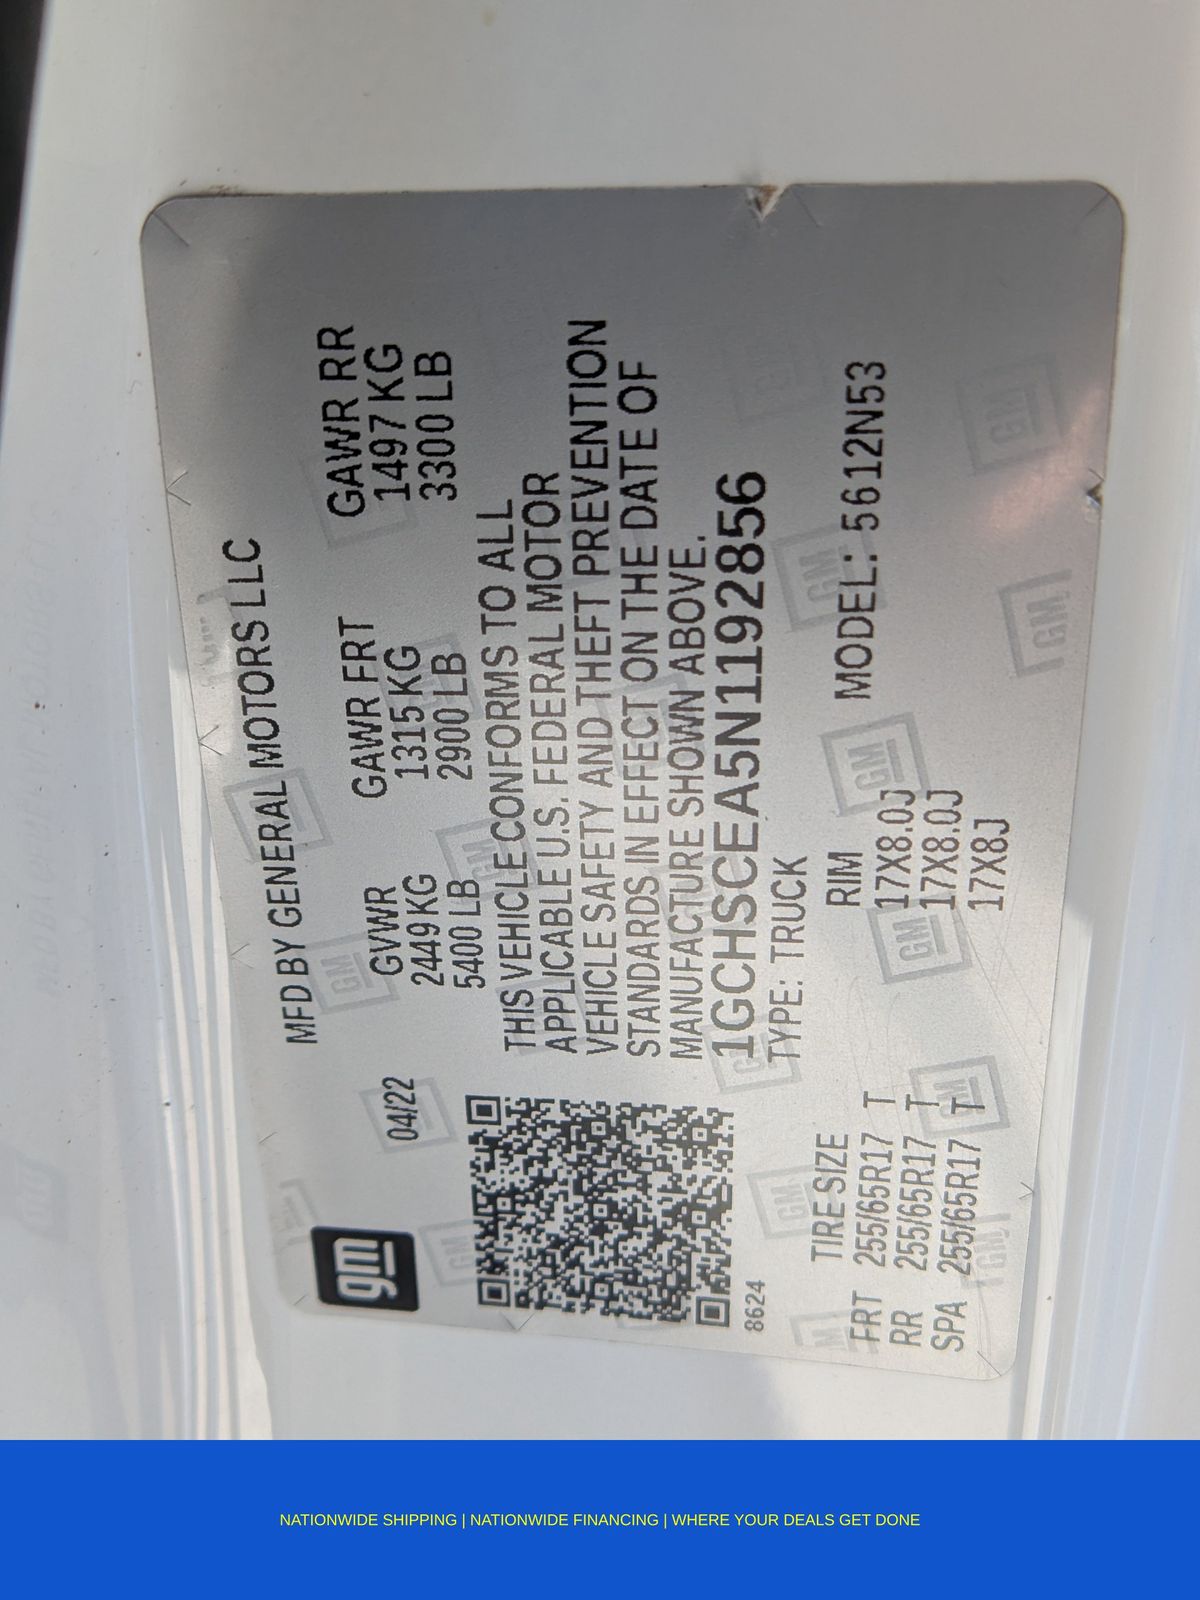 MFD BY GENERAL MOTORS LLC
gm
04/22
GVWR GAWR FRT GAWR RR
2449 KG 1315 KG 1497 KG
5400 LB 2900 LB 3300 LB
THIS VEHICLE CONFORMS TO ALL
APPLICABLE U.S. FEDERAL MOTOR
VEHICLE SAFETY AND THEFT PREVENTION
STANDARDS IN EFFECT ON THE DATE OF
MANUFACTURE SHOWN ABOVE.
1GCHSCEA5N1192856
8624
TYPE: TRUCK
TIRE SIZE RIM MODEL: 5612N53
FRT 255/65R17 T 17X8.0J
RR 255/65R17 T 17X8.0J
SPA 255/65R17 T 17X8J
NATIONWIDE SHIPPING | NATIONWIDE FINANCING | WHERE YOUR DEALS GET DONE